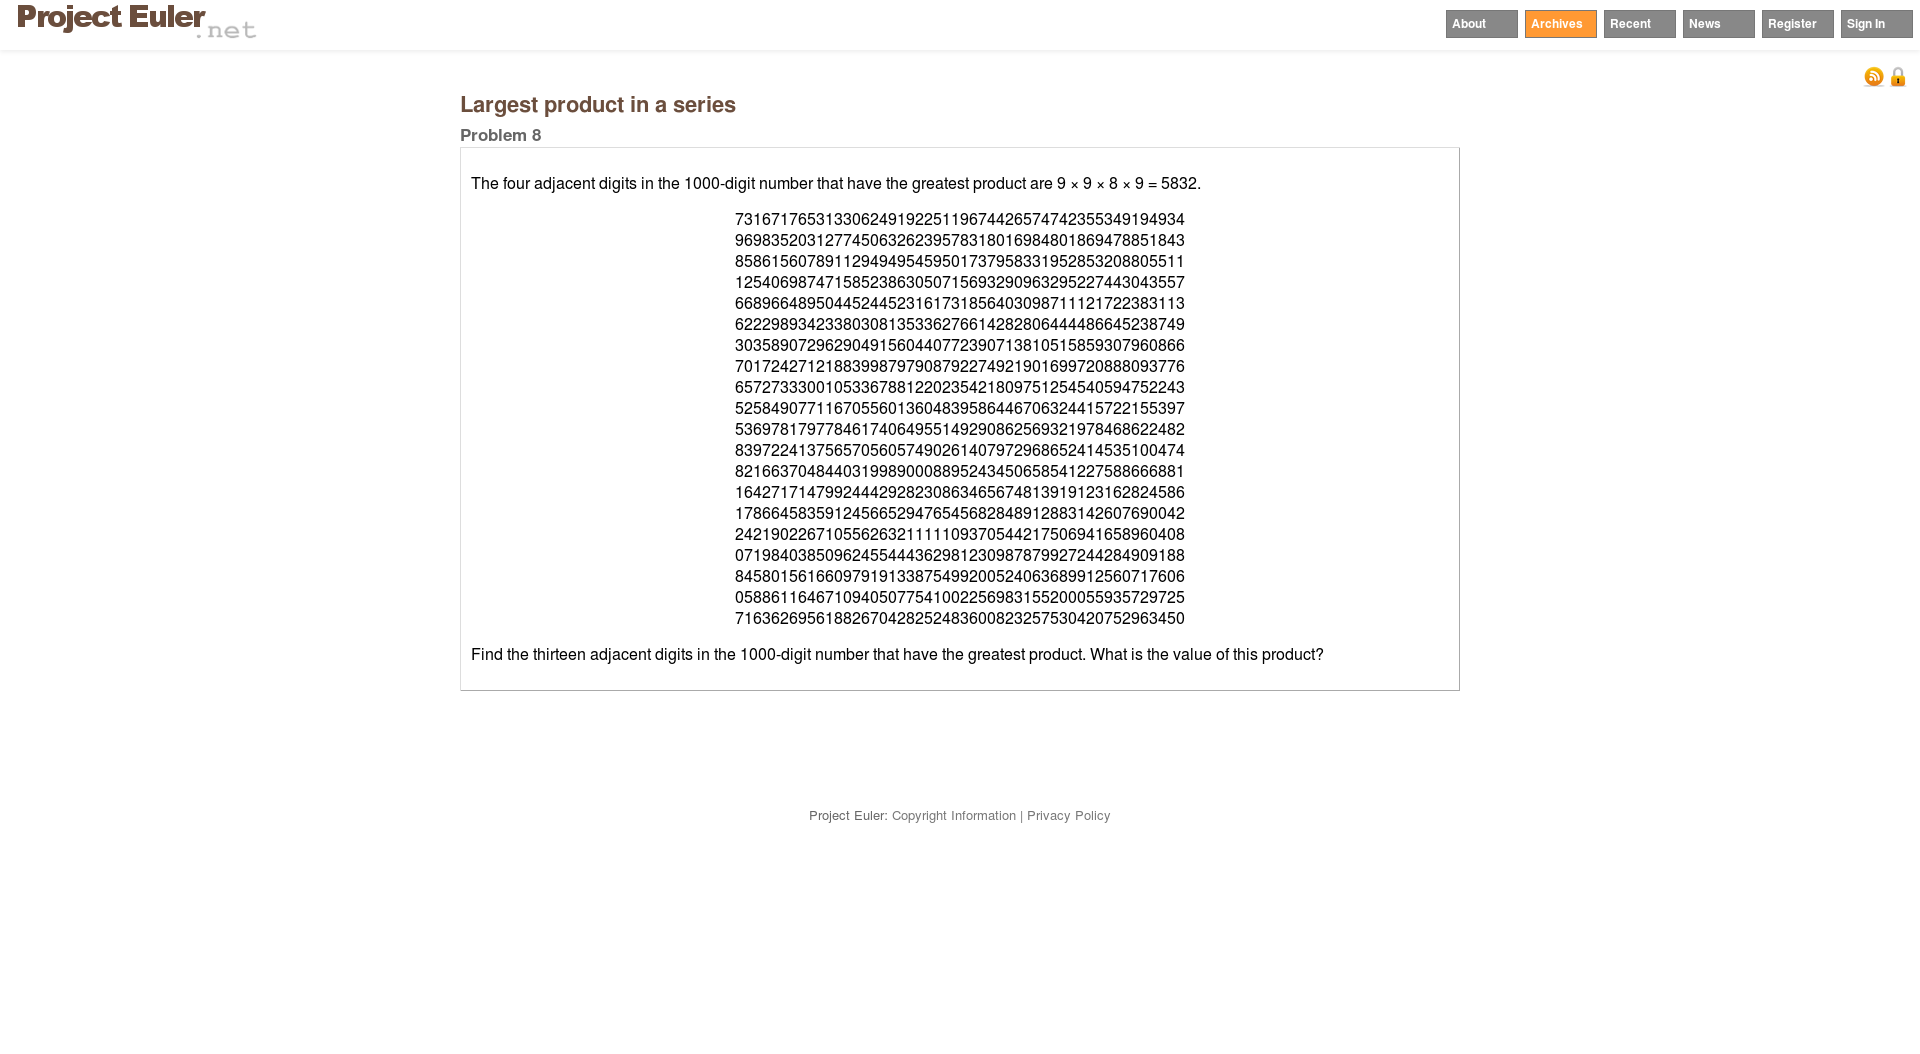 Project Euler
.net
About
Archives
Recent
News
Register
Sign In
Largest product in a series
Problem 8
The four adjacent digits in the 1000-digit number that have the greatest product are 9 × 9 × 8 × 9 = 5832.
73167176531330624919225119674426574742355349194934
96983520312774506326239578318016984801869478851843
85861560789112949495459501737958331952853208805511
12540698747158523863050715693290963295227443043557
66896648950445244523161731856403098711121722383113
62229893423380308135336276614282806444486645238749
30358907296290491560440772390713810515859307960866
70172427121883998797908792274921901699720888093776
65727333001053367881220235421809751254540594752243
52584907711670556013604839586446706324415722155397
53697817977846174064955149290862569321978468622482
83972241375657056057490261407972968652414535100474
82166370484403199890008895243450658541227588666881
16427171479924442928230863465674813919123162824586
17866458359124566529476545682848912883142607690042
24219022671055626321111109370544217506941658960408
07198403850962455444362981230987879927244284909188
84580156166097919133875499200524063689912560717606
05886116467109405077541002256983155200055935729725
71636269561882670428252483600823257530420752963450
Find the thirteen adjacent digits in the 1000-digit number that have the greatest product. What is the value of this product?
Project Euler: Copyright Information | Privacy Policy